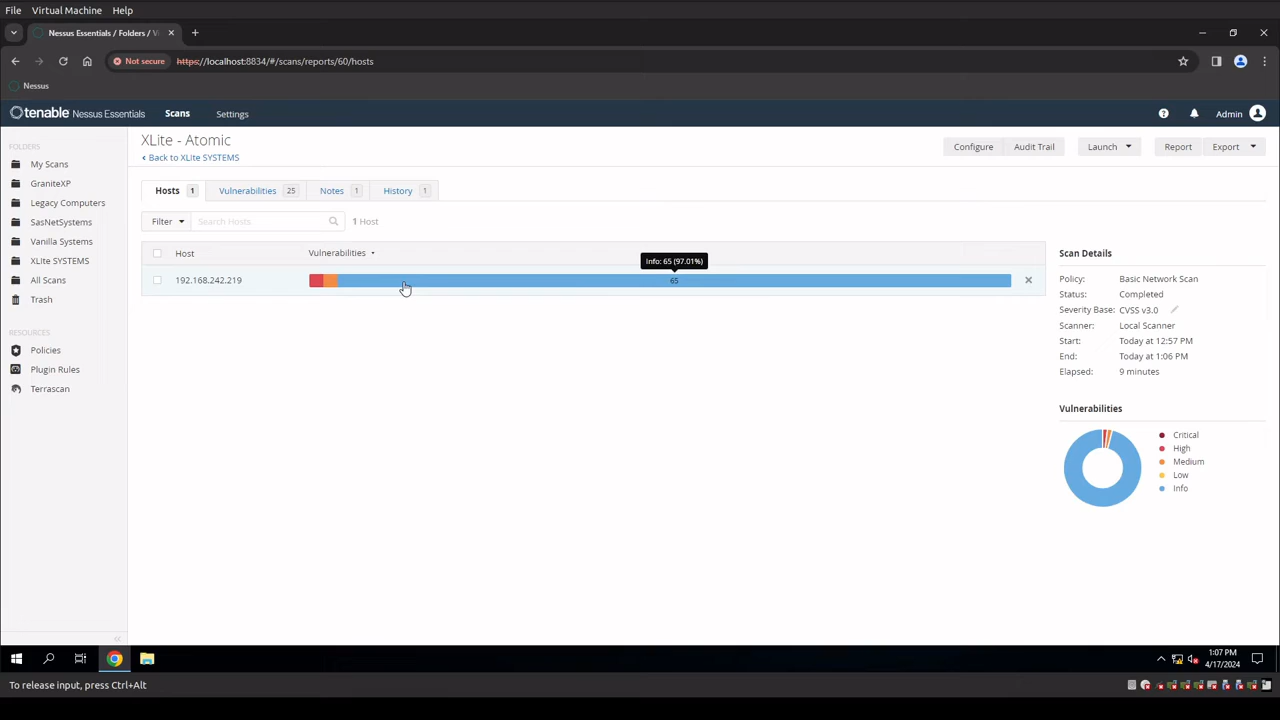 File Virtual Machine Help
Nessus Essentials / Folders / V
Not secure https://localhost:8834/#/scans/reports/60/hosts
Nessus
tenable Nessus Essentials Scans Settings Admin
FOLDERS
My Scans
GraniteXP
Legacy Computers
SasNetSystems
Vanilla Systems
XLite SYSTEMS
All Scans
Trash
RESOURCES
Policies
Plugin Rules
Terrascan
XLite - Atomic
Back to XLite SYSTEMS
Configure Audit Trail Launch Report Export
Hosts 1 Vulnerabilities 25 Notes 1 History 1
Filter Search Hosts 1 Host
Host Vulnerabilities
Info: 65 (97.01%)
192.168.242.219 65
Scan Details
Policy: Basic Network Scan
Status: Completed
Severity Base: CVSS v3.0
Scanner: Local Scanner
Start: Today at 12:57 PM
End: Today at 1:06 PM
Elapsed: 9 minutes
Vulnerabilities
Critical
High
Medium
Low
Info
1:07 PM
4/17/2024
To release input, press Ctrl+Alt